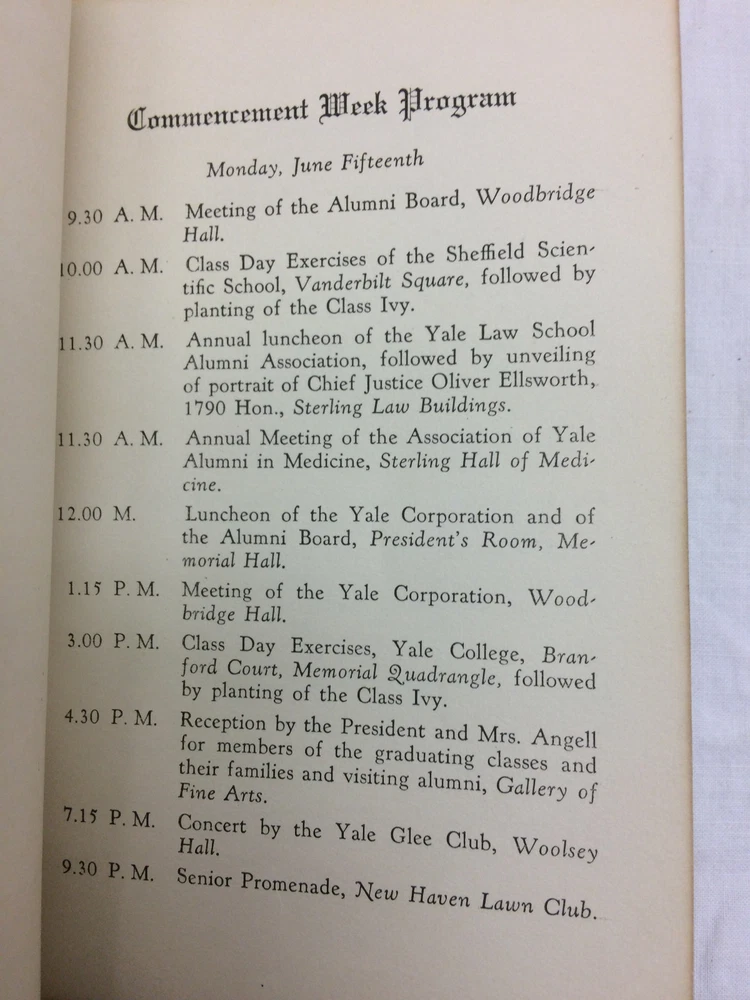 Commencement Week Program
Monday, June Fifteenth
9.30 A. M. Meeting of the Alumni Board, Woodbridge
Hall.
10.00 A. M. Class Day Exercises of the Sheffield Scien-
tific School, Vanderbilt Square, followed by
planting of the Class Ivy.
11.30 A. M. Annual luncheon of the Yale Law School
Alumni Association, followed by unveiling
of portrait of Chief Justice Oliver Ellsworth,
1790 Hon., Sterling Law Buildings.
11.30 A. M. Annual Meeting of the Association of Yale
Alumni in Medicine, Sterling Hall of Medi-
cine.
12.00 M. Luncheon of the Yale Corporation and of
the Alumni Board, President's Room, Me-
morial Hall.
1.15 P. M. Meeting of the Yale Corporation, Wood-
bridge Hall.
3.00 P. M. Class Day Exercises, Yale College, Bran-
ford Court, Memorial Quadrangle, followed
by planting of the Class Ivy.
4.30 P. M. Reception by the President and Mrs. Angell
for members of the graduating classes and
their families and visiting alumni, Gallery of
Fine Arts.
7.15 P. M. Concert by the Yale Glee Club, Woolsey
Hall.
9.30 P. M. Senior Promenade, New Haven Lawn Club.